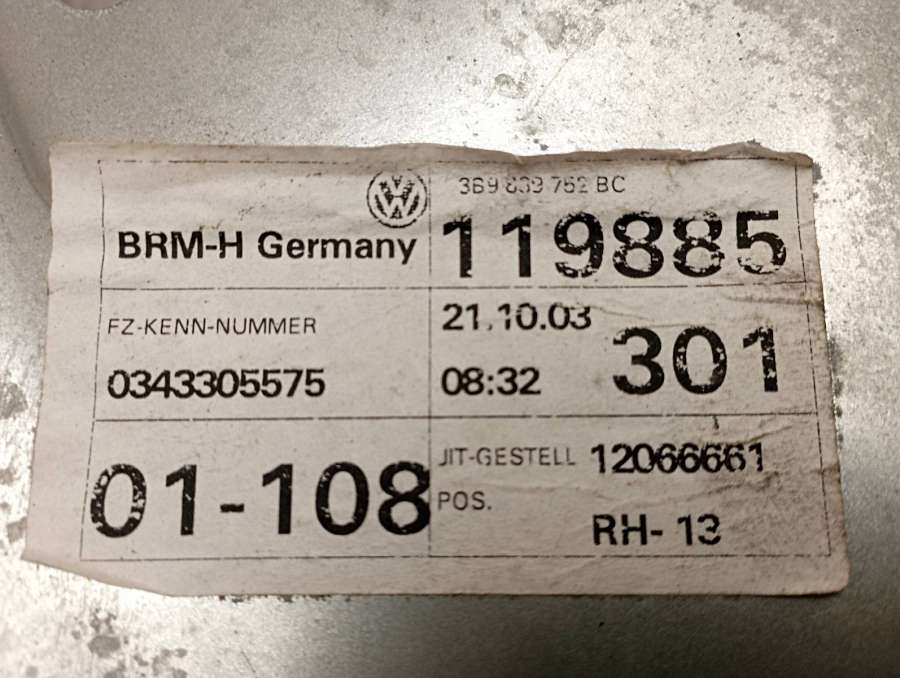 3B9 839 752 BC
BRM-H Germany
119885
FZ-KENN-NUMMER
21.10.03
301
0343305575
08:32
01-108
JIT-GESTELL
12066661
POS.
RH- 13